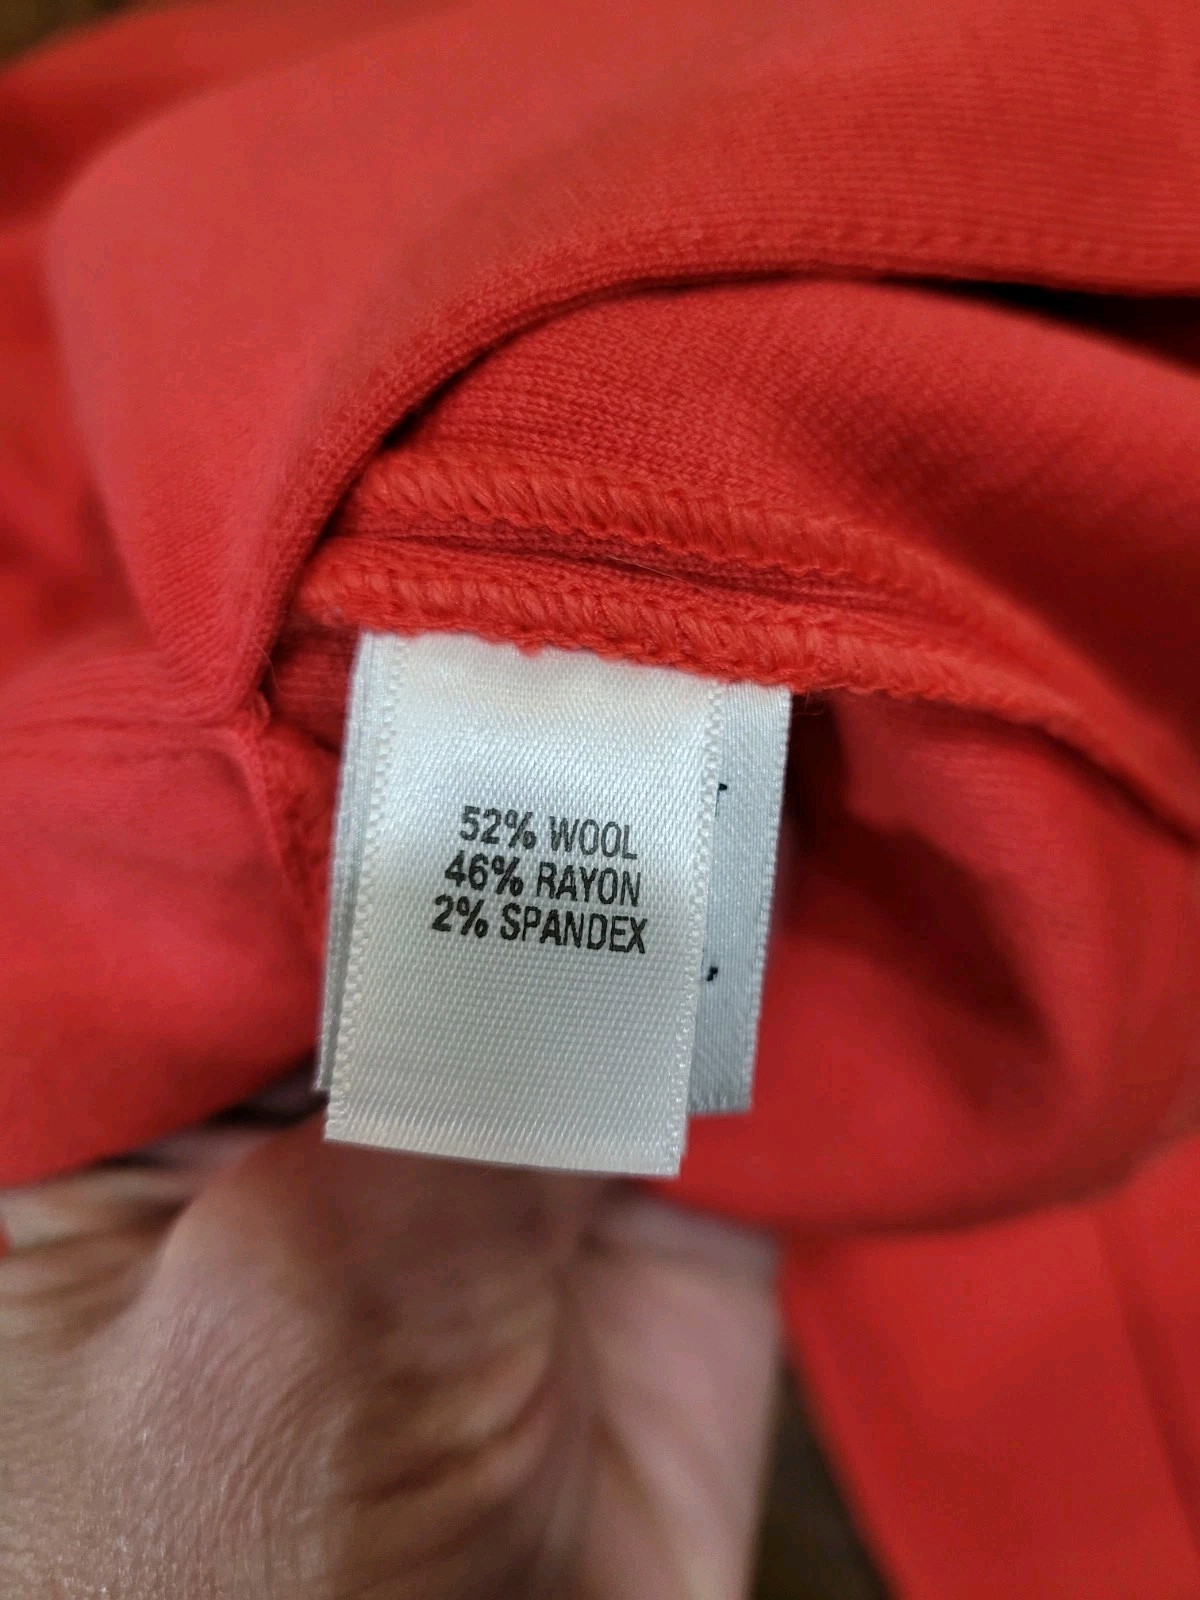 52% WOOL
46% RAYON
2% SPANDEX